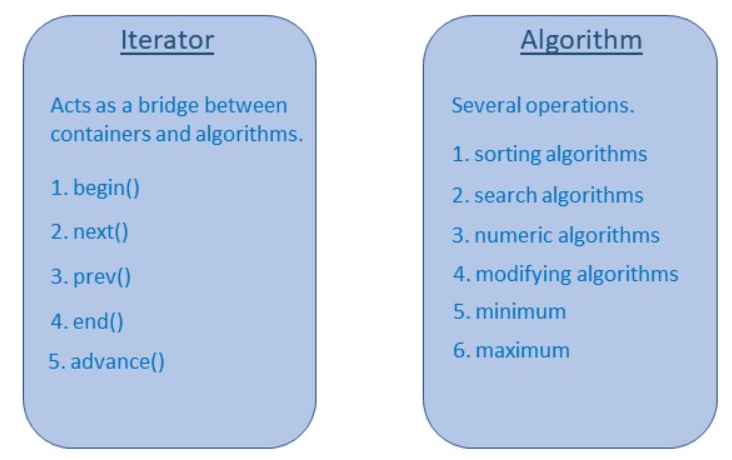 Iterator
Acts as a bridge between
containers and algorithms.
1. begin()
2. next()
3. prev()
4. end()
5. advance()
Algorithm
Several operations.
1. sorting algorithms
2. search algorithms
3. numeric algorithms
4. modifying algorithms
5. minimum
6. maximum